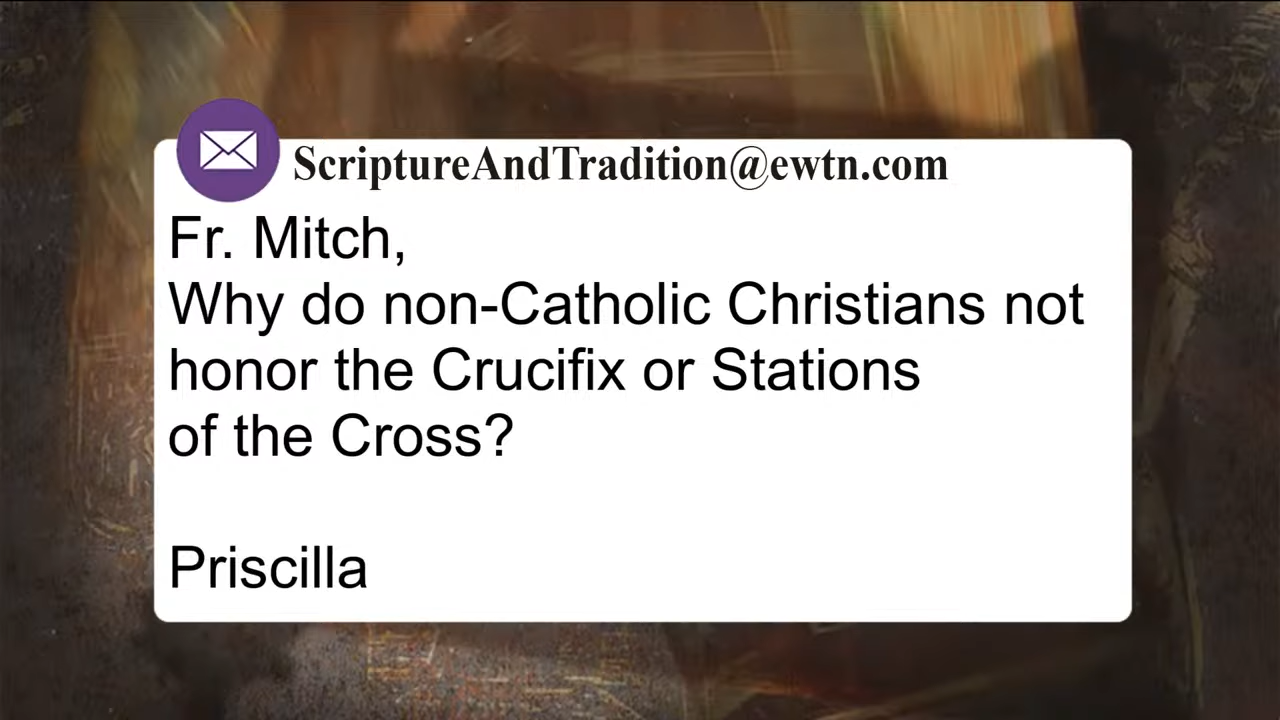 ScriptureAndTradition@ewtn.com
Fr. Mitch,
Why do non-Catholic Christians not
honor the Crucifix or Stations
of the Cross?
Priscilla